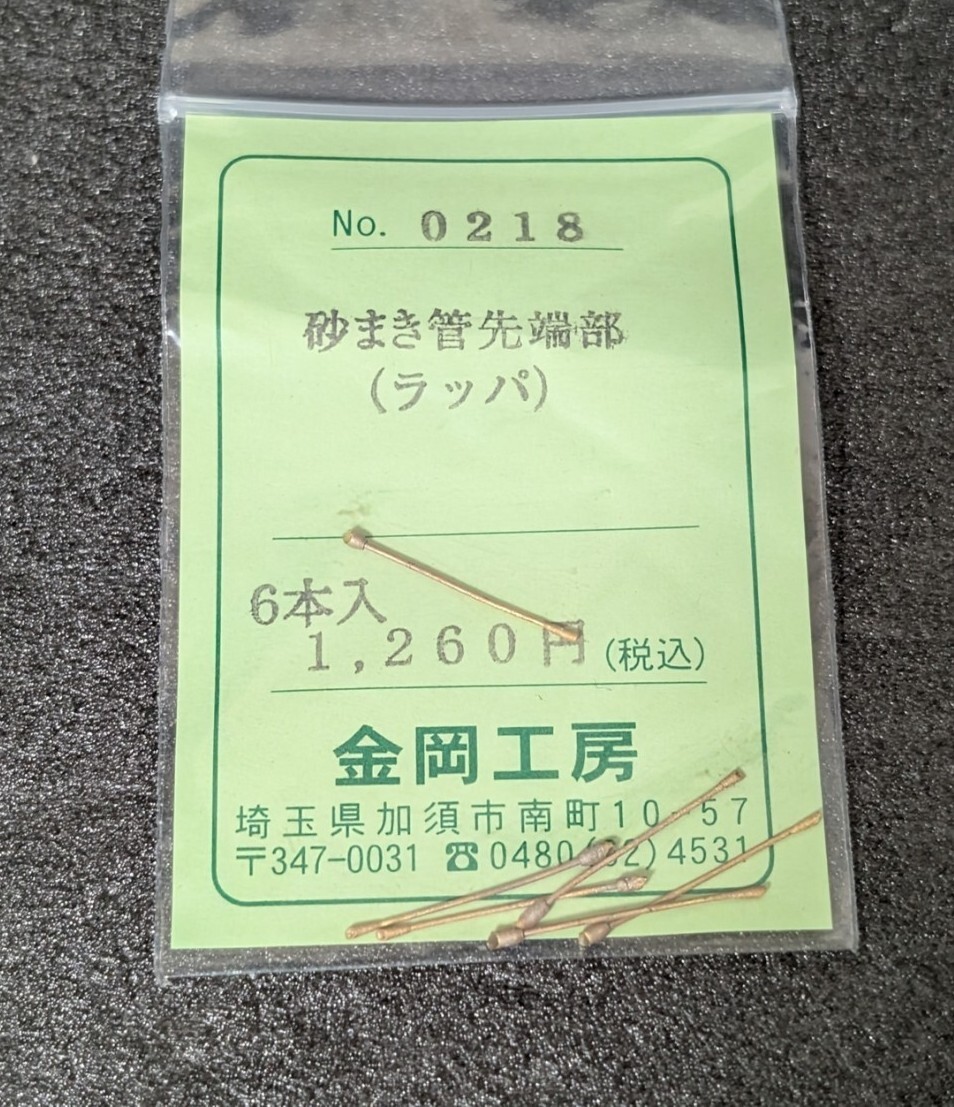 No. 0218
砂まき管先端部
(ラッパ)
6本入
1,260円 (税込)
金岡工房
埼玉県加須市南町10-57
〒347-0031 ☎0480(62)4531